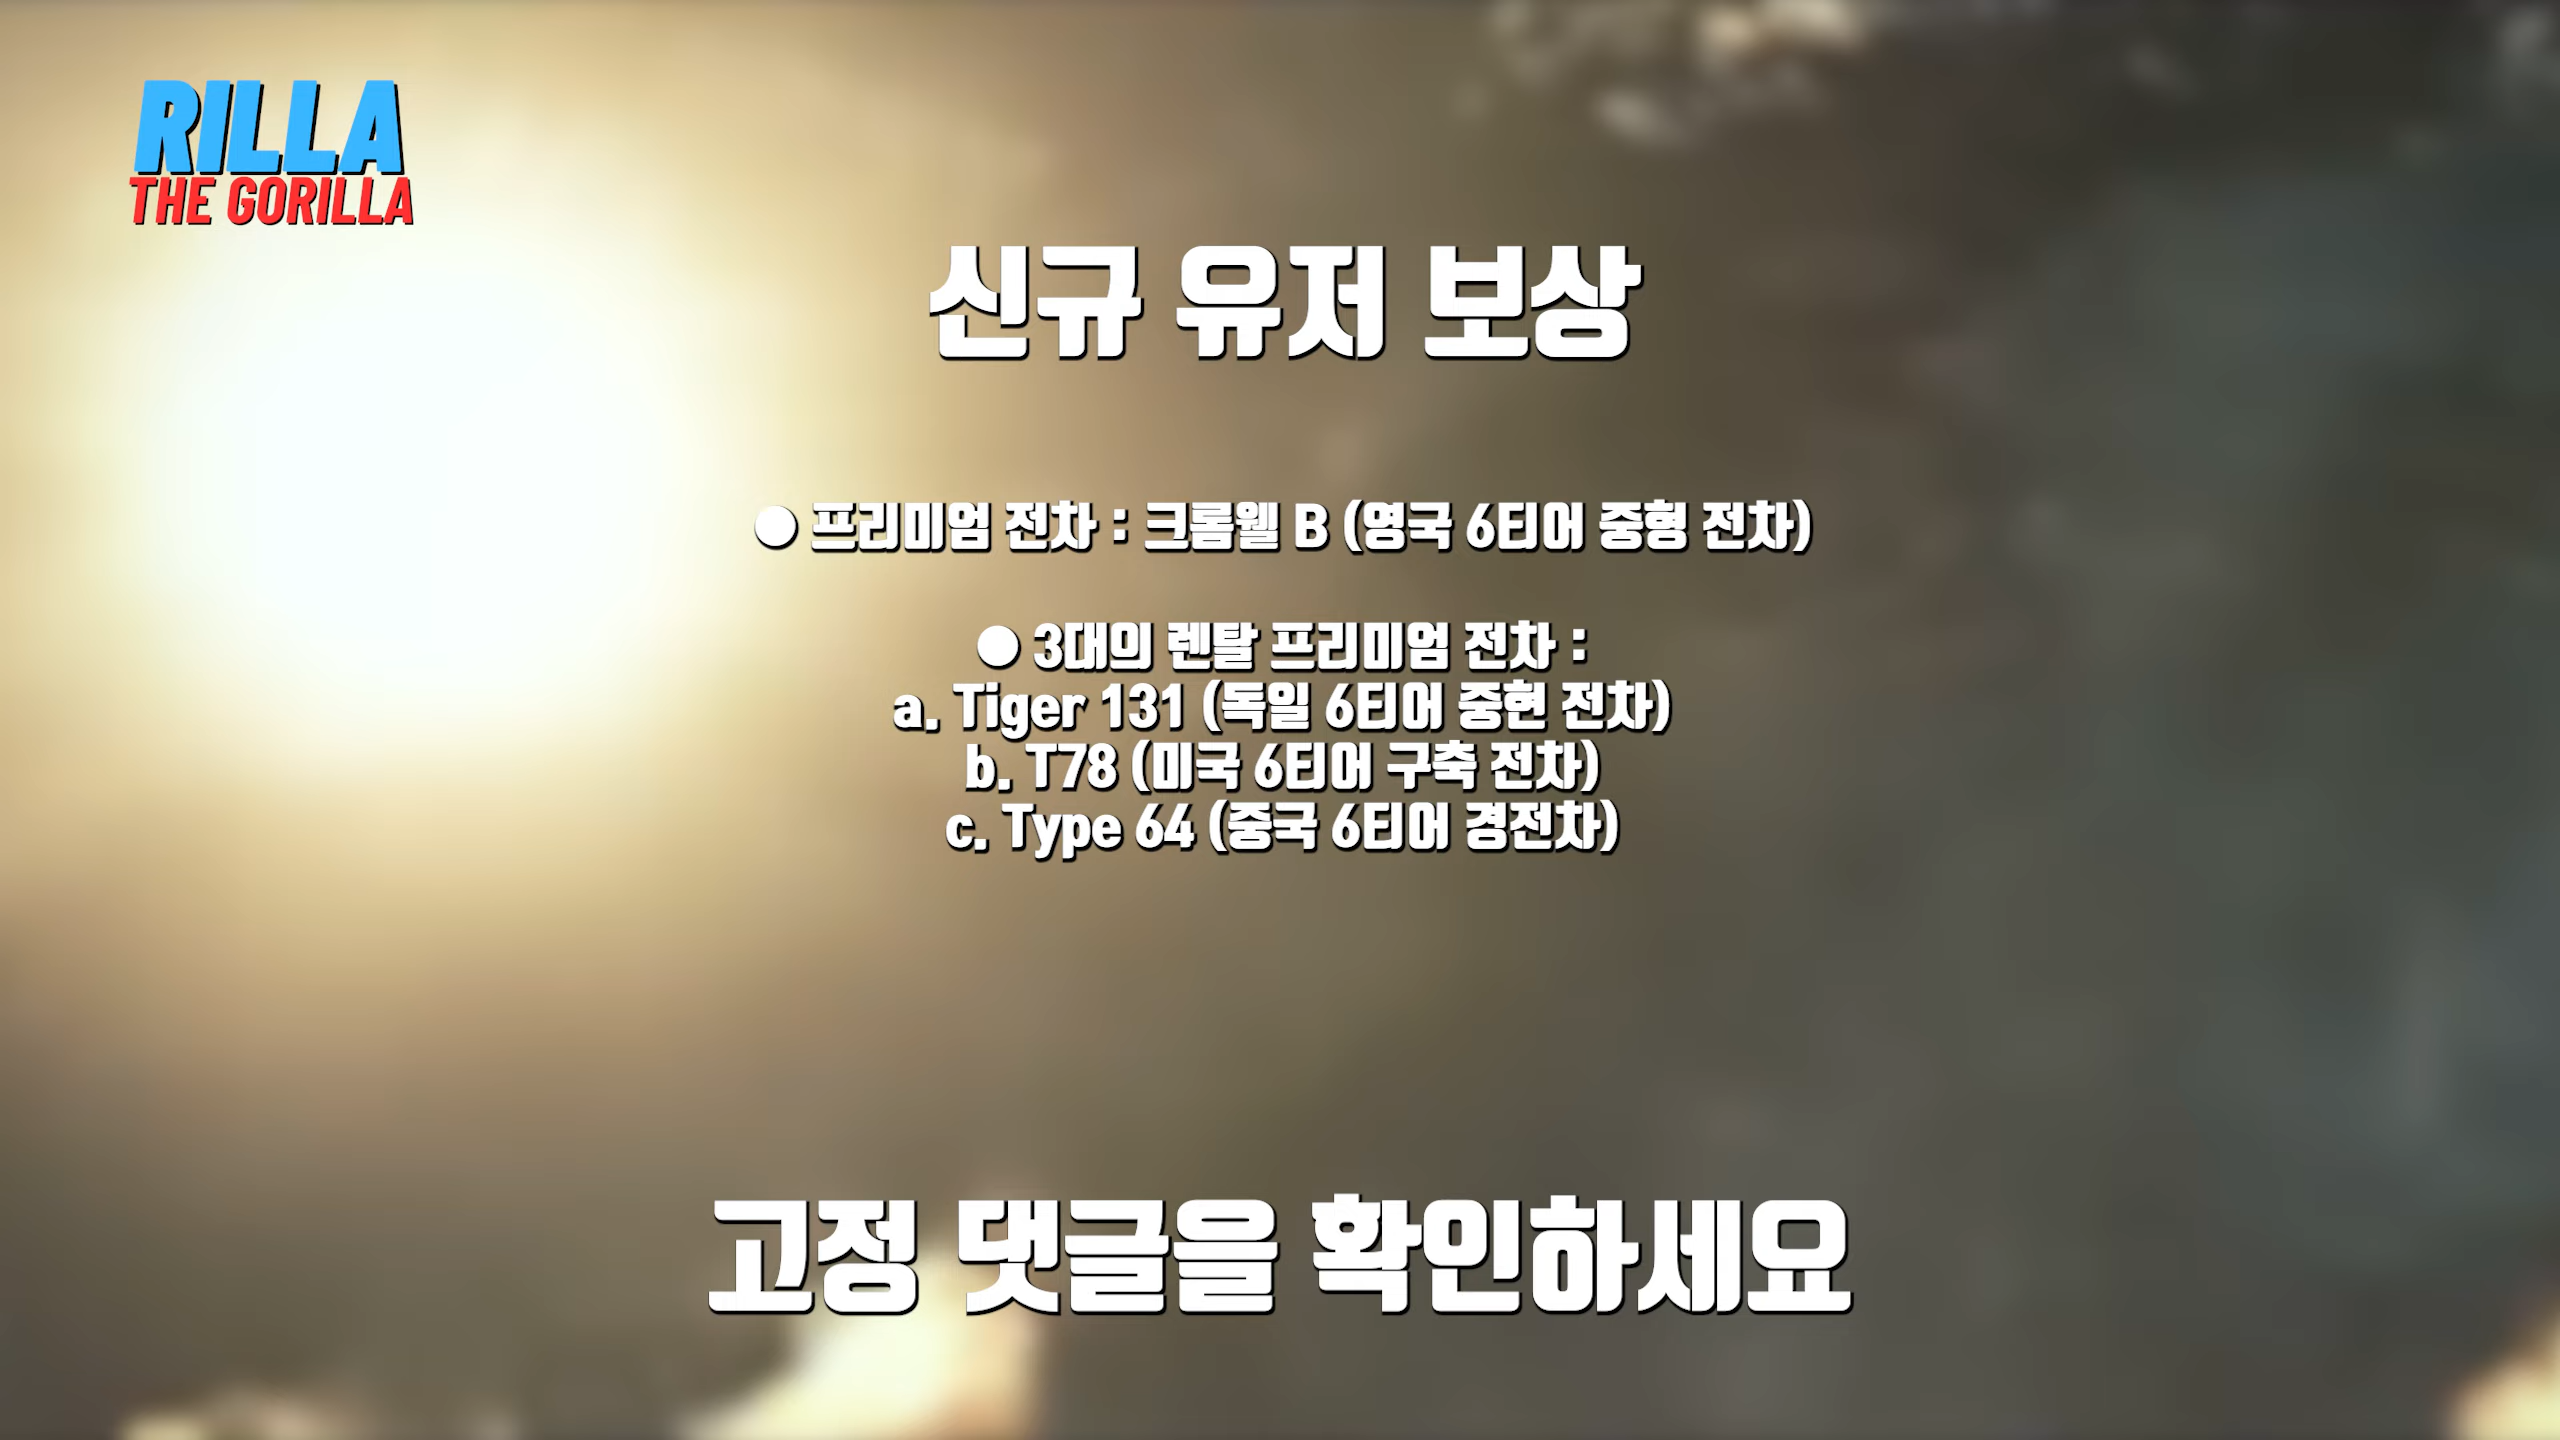 RILLA
THE GORILLA
신규 유저 보상
● 프리미엄 전차 : 크롬웰 B (영국 6티어 중형 전차)
● 3대의 렌탈 프리미엄 전차 :
a. Tiger 131 (독일 6티어 중현 전차)
b. T78 (미국 6티어 구축 전차)
c. Type 64 (중국 6티어 경전차)
고정 댓글을 확인하세요